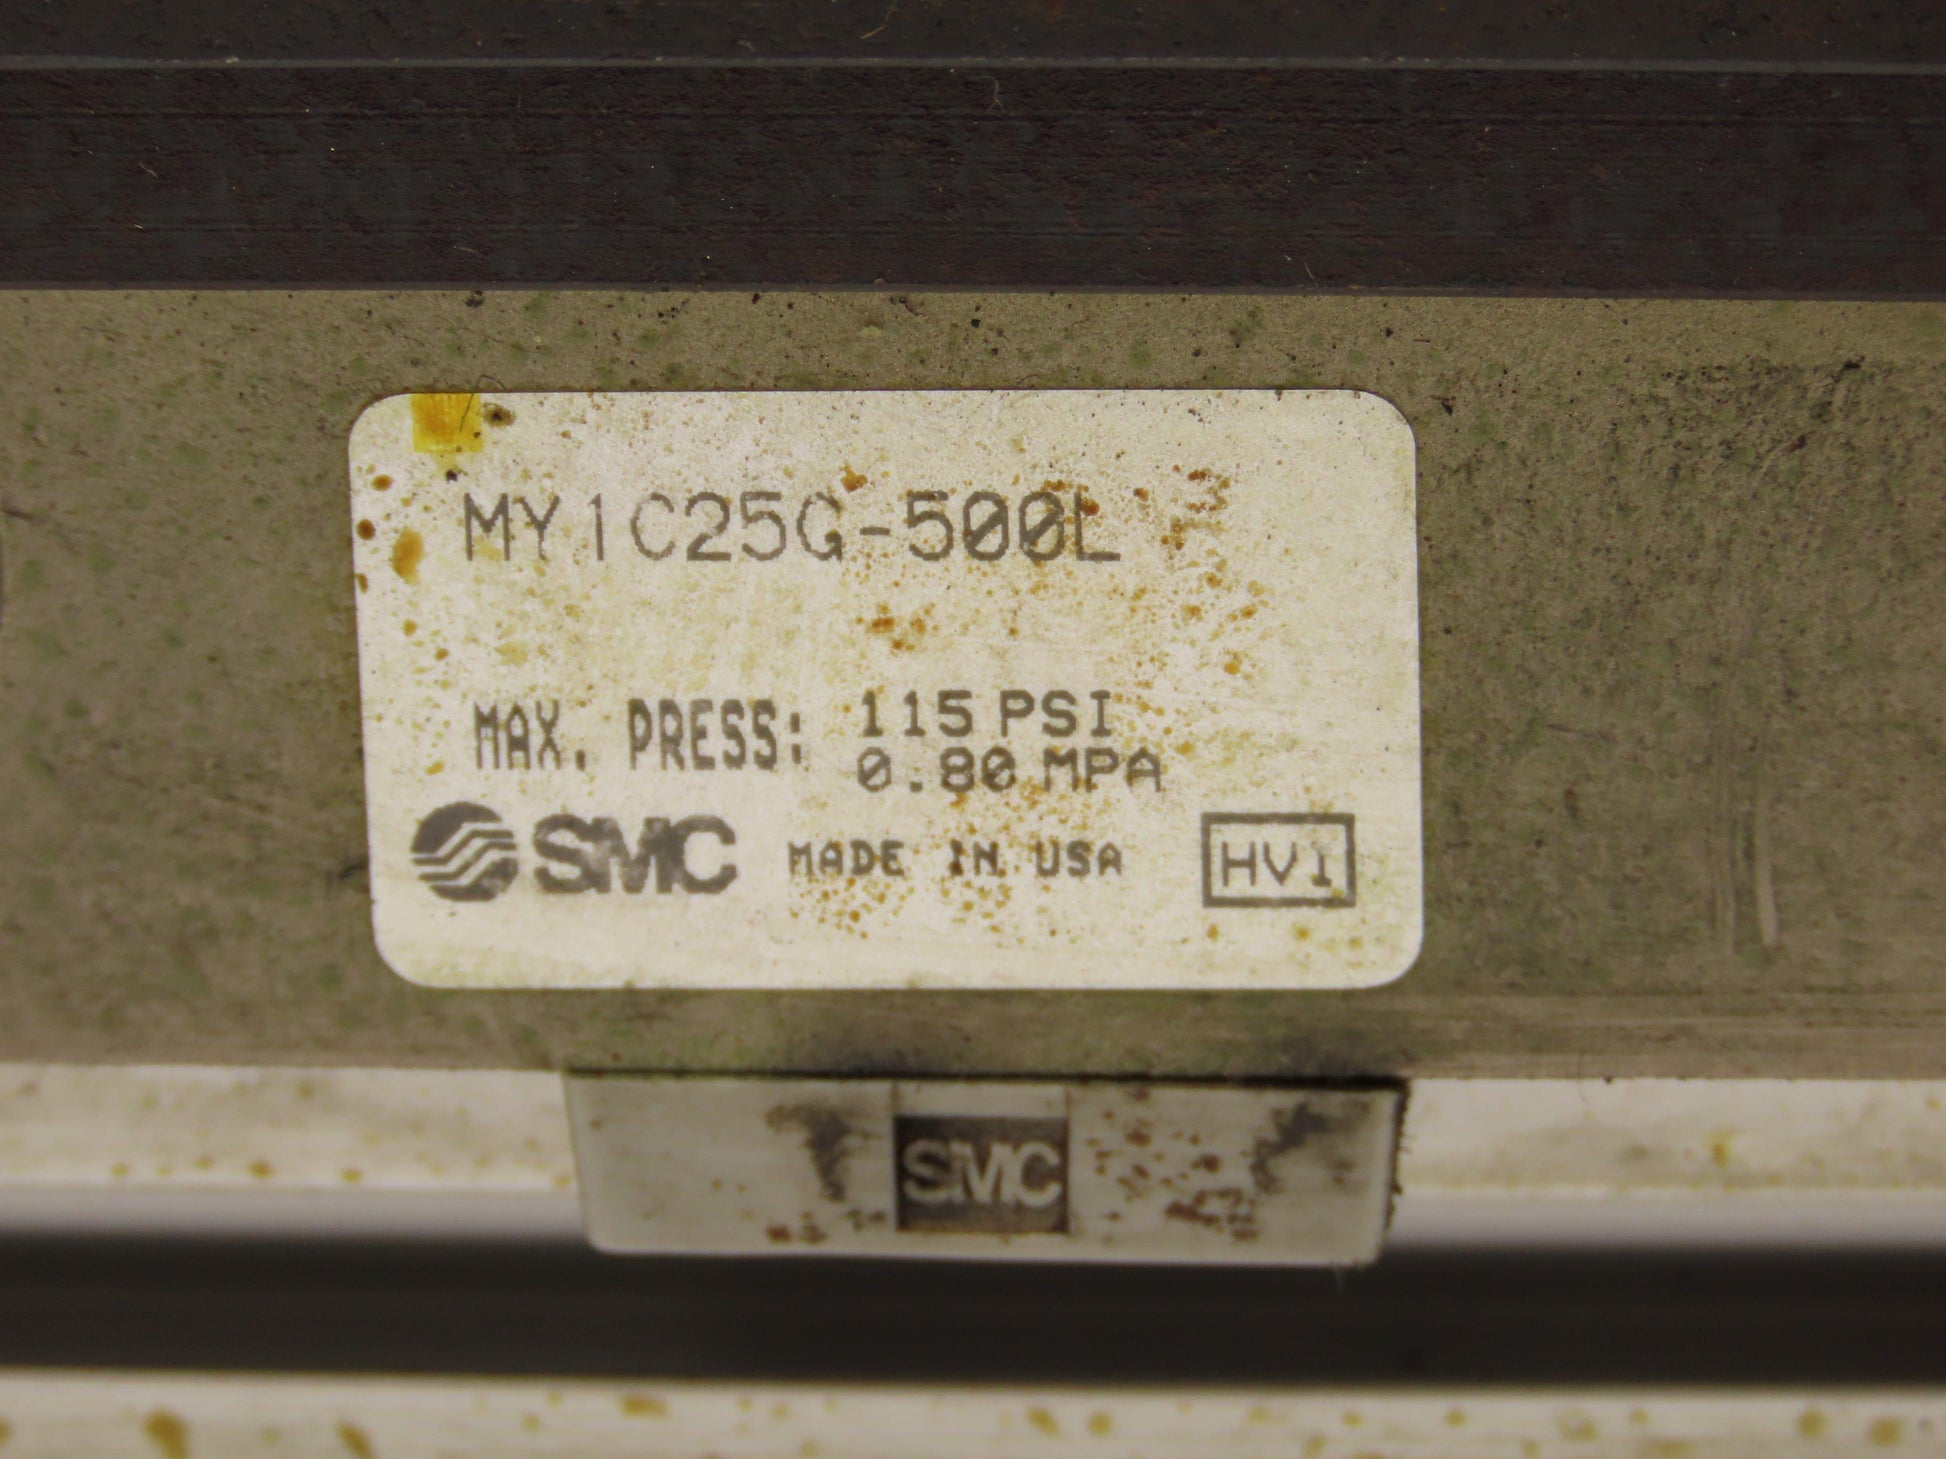 MY1C25G-500L
MAX. PRESS: 115 PSI
0.80 MPA
SMC MADE IN USA HV1
SMC